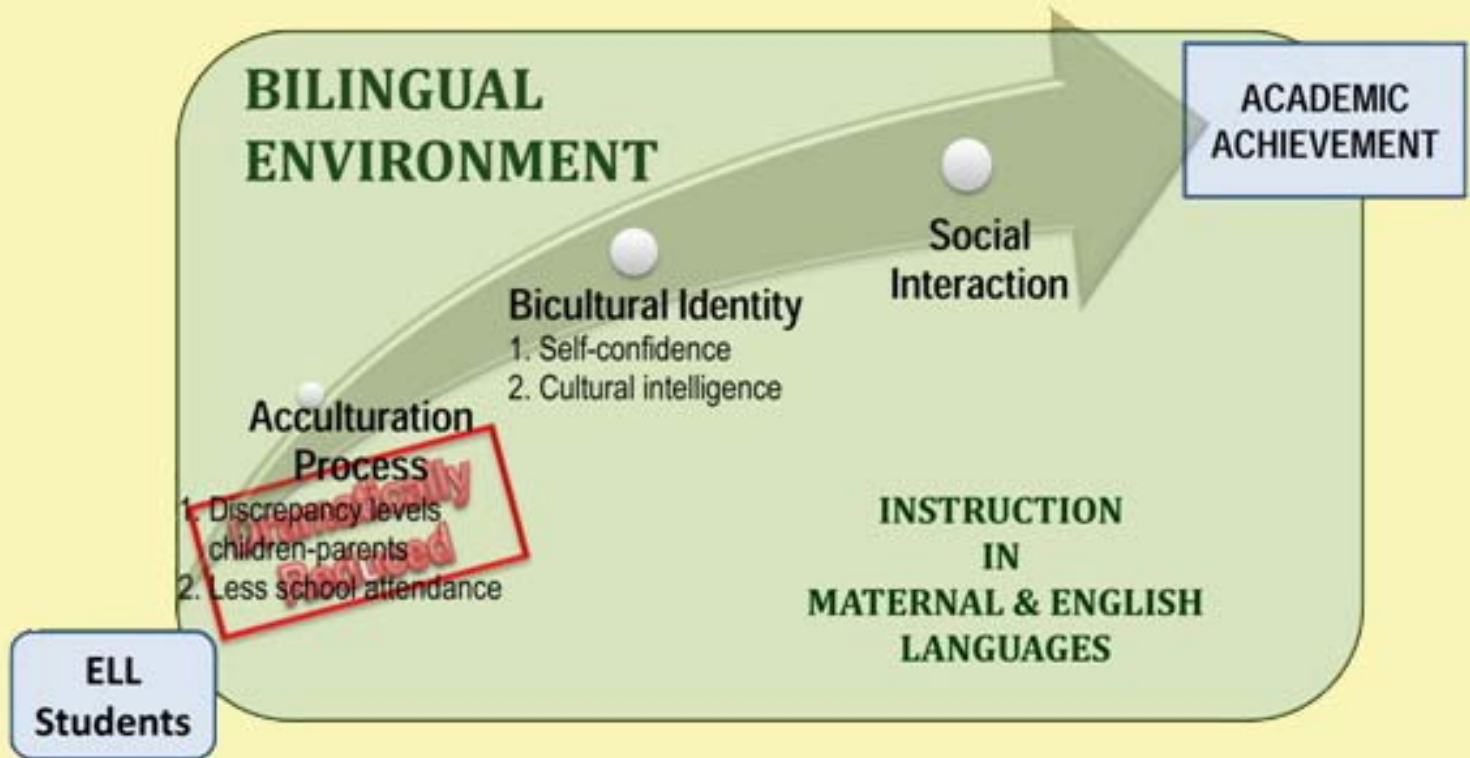 BILINGUAL
ENVIRONMENT
ACADEMIC
ACHIEVEMENT
Social
Interaction
Bicultural Identity
1. Self-confidence
2. Cultural intelligence
Acculturation
Process
1. Discrepancy levels
children-parents
2. Less school attendance
Dramatically
Reduced
INSTRUCTION
IN
MATERNAL & ENGLISH
LANGUAGES
ELL
Students